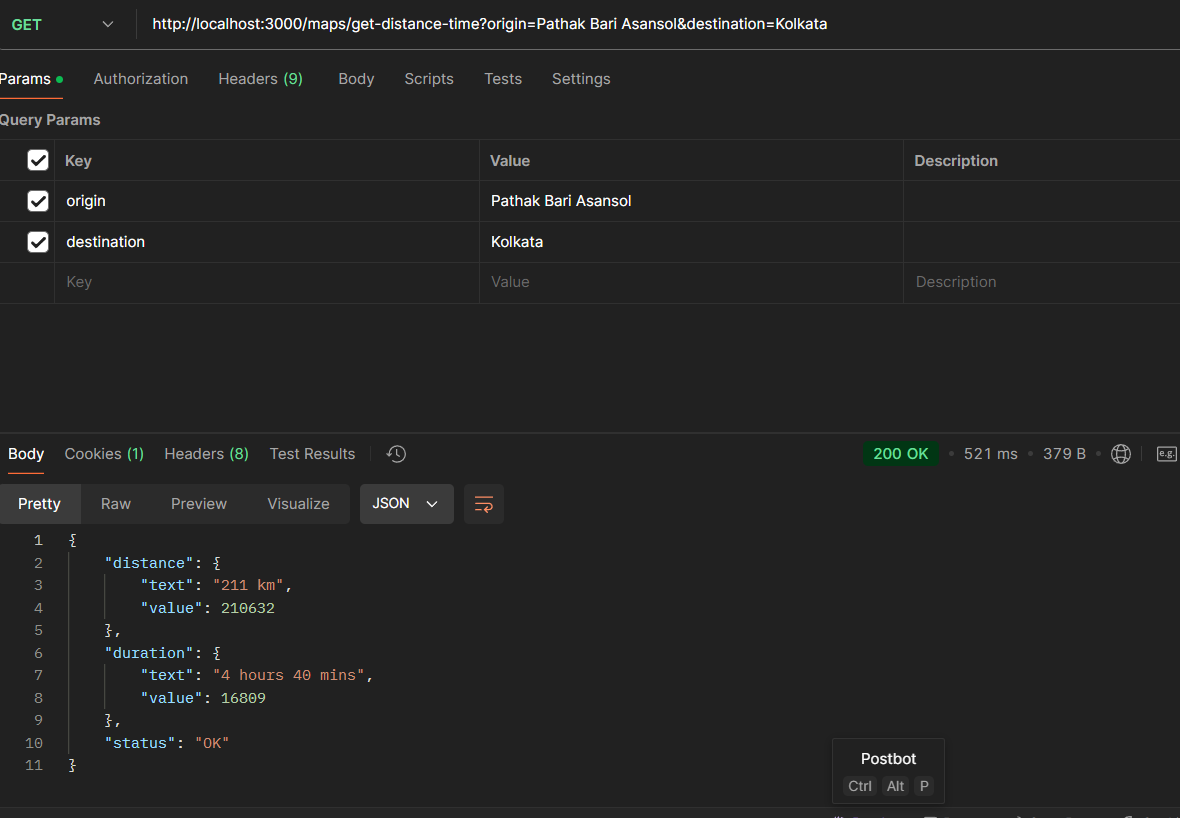 GET http://localhost:3000/maps/get-distance-time?origin=Pathak Bari Asansol&destination=Kolkata
Params Authorization Headers (9) Body Scripts Tests Settings
Query Params
Key Value Description
origin Pathak Bari Asansol
destination Kolkata
Key Value Description
Body Cookies (1) Headers (8) Test Results 200 OK 521 ms 379 B e.g.
Pretty Raw Preview Visualize JSON
1 {
2 "distance": {
3 "text": "211 km",
4 "value": 210632
5 },
6 "duration": {
7 "text": "4 hours 40 mins",
8 "value": 16809
9 },
10 "status": "OK"
11 }
Postbot
Ctrl Alt P